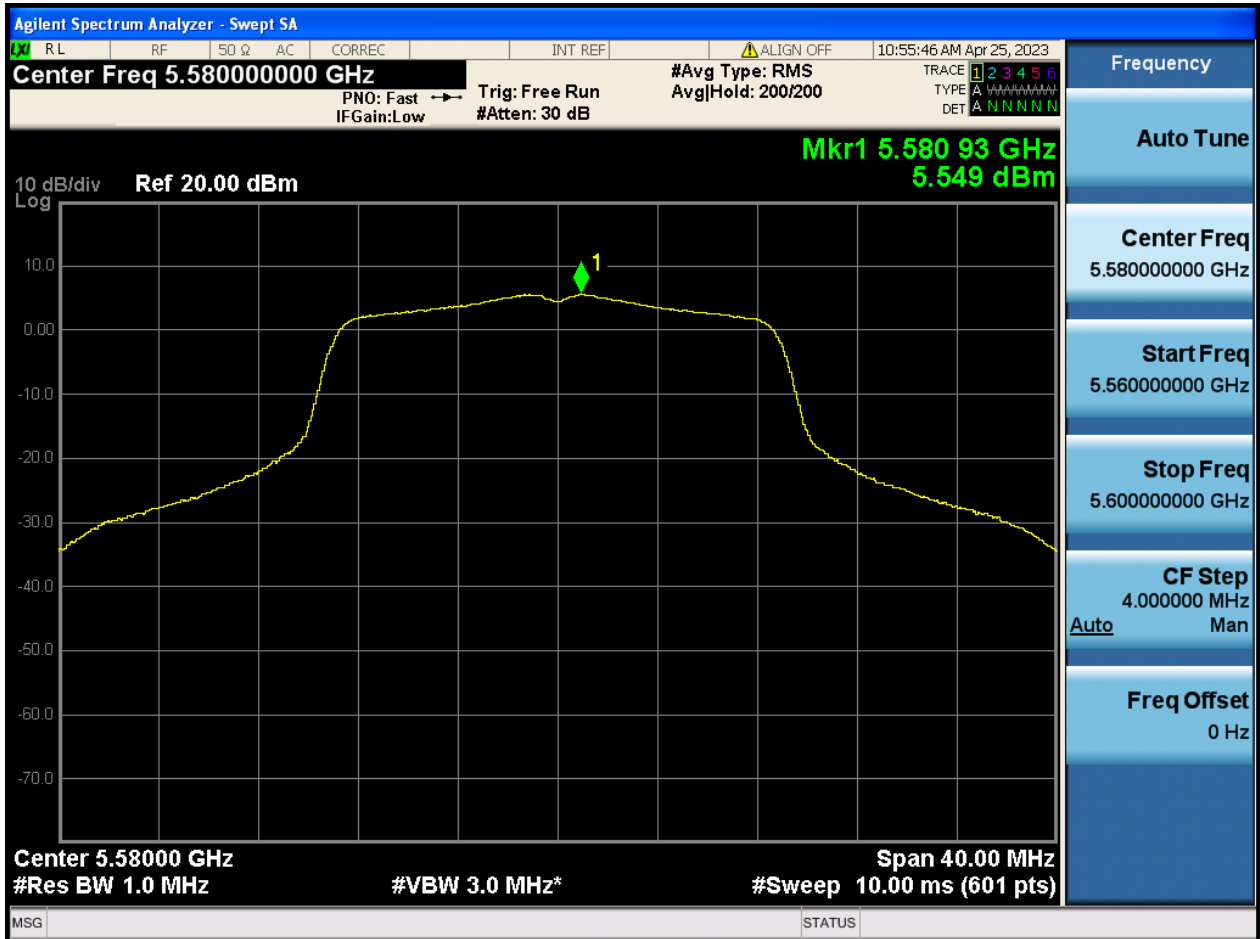 Agilent Spectrum Analyzer - Swept SA
LXI RL RF 50 Ω AC CORREC INT REF ALIGN OFF 10:55:46 AM Apr 25, 2023
Center Freq 5.580000000 GHz
PNO: Fast
IFGain:Low
Trig: Free Run
#Atten: 30 dB
#Avg Type: RMS
Avg|Hold: 200/200
TRACE 1 2 3 4 5 6
TYPE A WWWWW
DET A N N N N N
Mkr1 5.580 93 GHz
5.549 dBm
10 dB/div Ref 20.00 dBm
Log
10.0
0.00
-10.0
-20.0
-30.0
-40.0
-50.0
-60.0
-70.0
1
Center 5.58000 GHz Span 40.00 MHz
#Res BW 1.0 MHz #VBW 3.0 MHz* #Sweep 10.00 ms (601 pts)
MSG STATUS
Frequency
Auto Tune
Center Freq
5.580000000 GHz
Start Freq
5.560000000 GHz
Stop Freq
5.600000000 GHz
CF Step
4.000000 MHz
Auto Man
Freq Offset
0 Hz